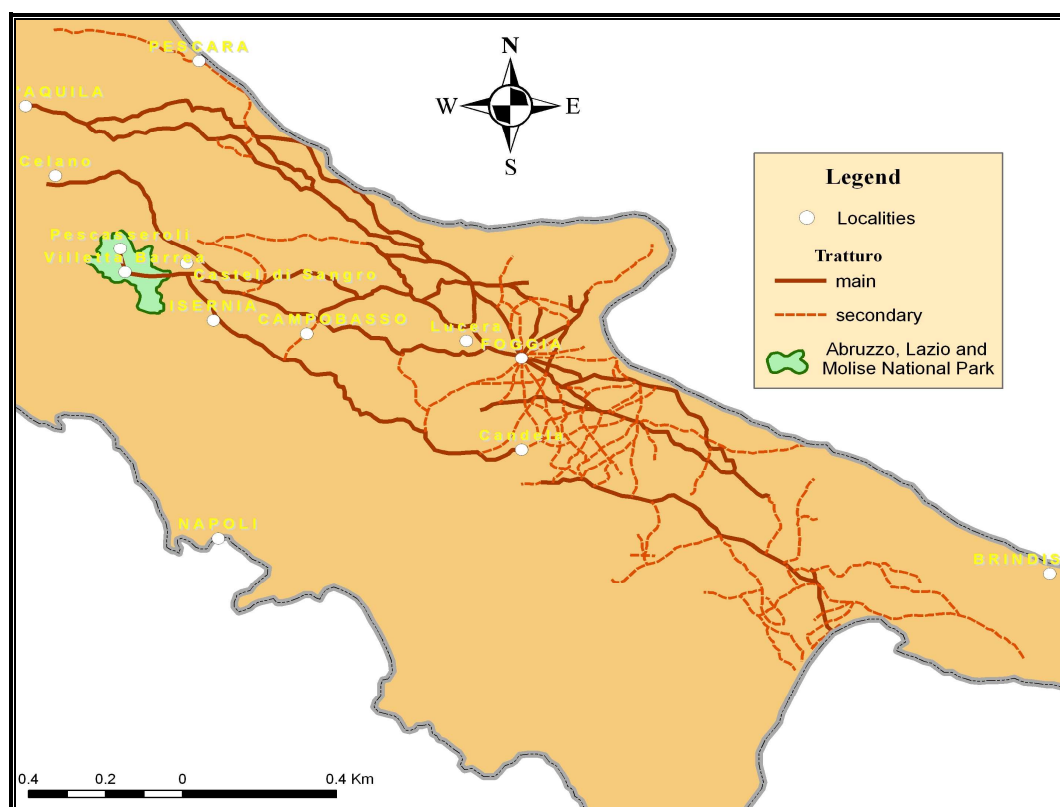 N
W E
S
PESCARA
'AQUILA
Celano
Pescasseroli
Villetta Barrea
Castel di Sangro
ISERNIA
CAMPOBASSO
Lucera
FOGGIA
Candela
NAPOLI
BRINDIS
Legend
Localities
Tratturo
main
secondary
Abruzzo, Lazio and
Molise National Park
0.4 0.2 0 0.4 Km